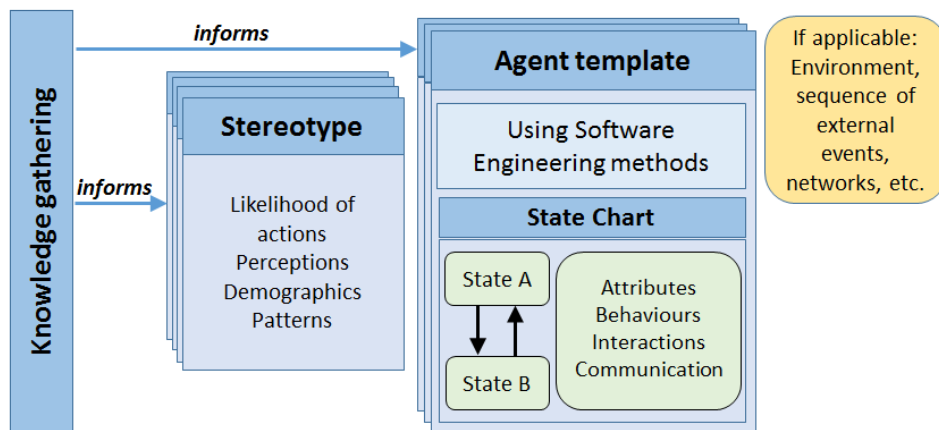 Knowledge gathering
informs
informs
Stereotype
Likelihood of
actions
Perceptions
Demographics
Patterns
Agent template
Using Software
Engineering methods
State Chart
State A
State B
Attributes
Behaviours
Interactions
Communication
If applicable:
Environment,
sequence of
external
events,
networks, etc.